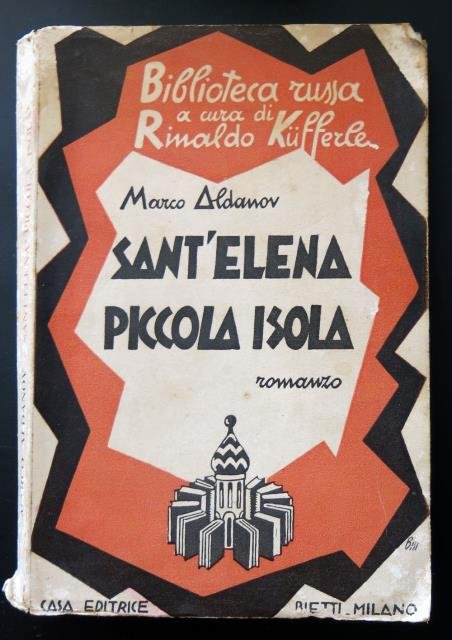 Biblioteca russa
a cura di
Rinaldo Küfferle
Marco Aldanov
SANT'ELENA
PICCOLA ISOLA
romanzo
CASA EDITRICE BIETTI - MILANO